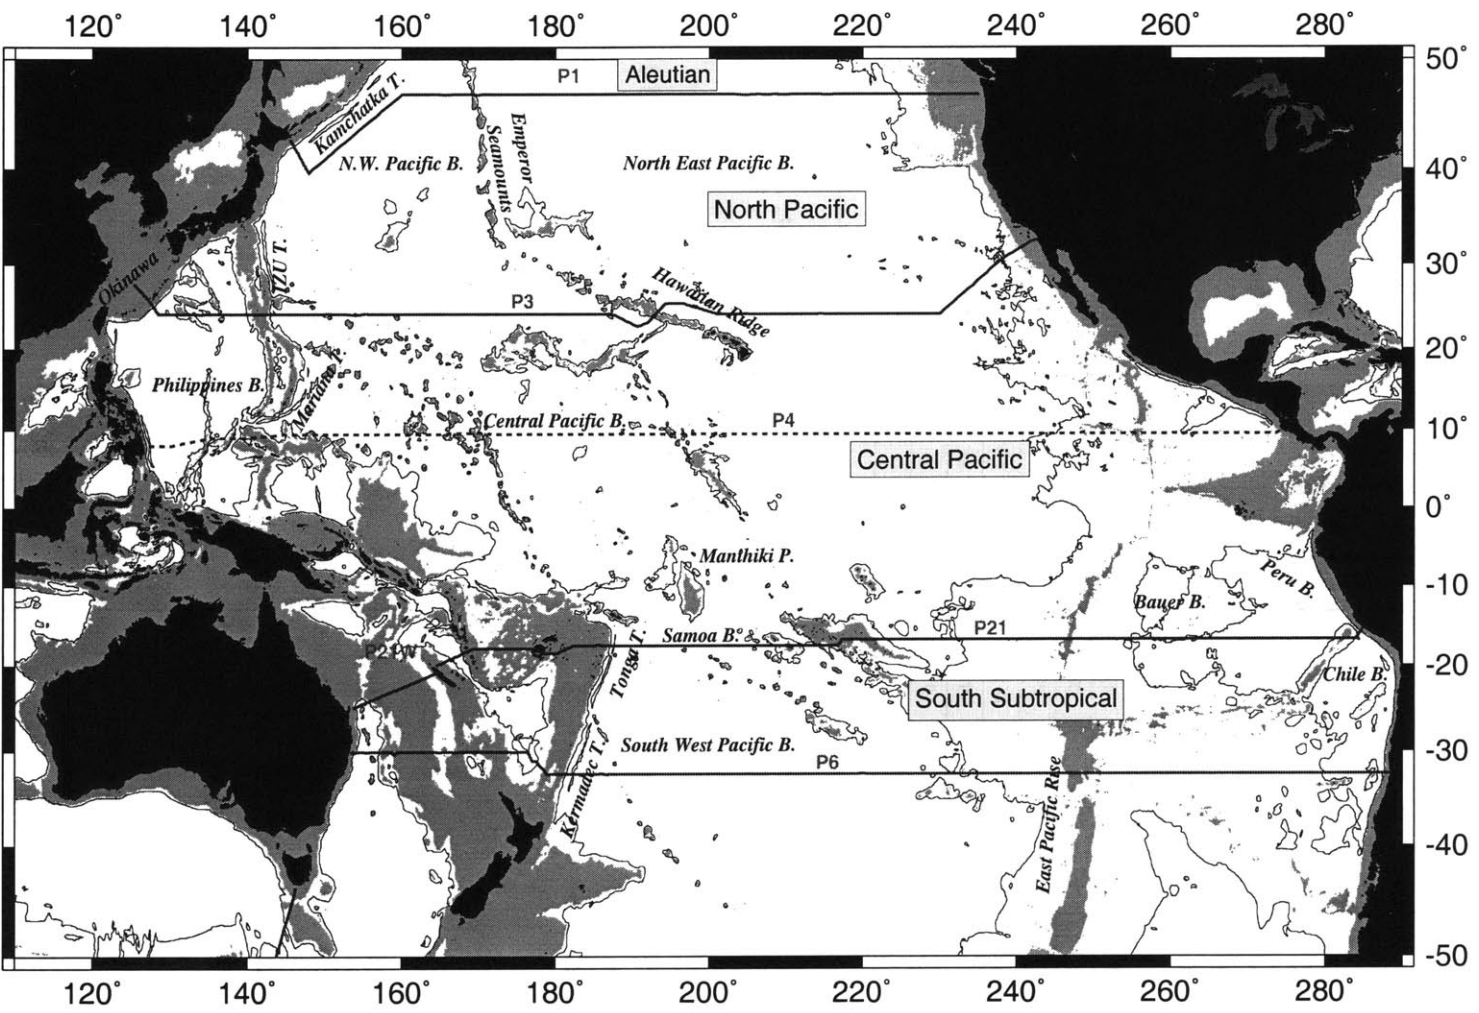 120° 140° 160° 180° 200° 220° 240° 260° 280°
50°
P1
Aleutian
Kamchatka T.
N.W. Pacific B.
Emperor
Seamounts
North East Pacific B.
40°
North Pacific
IZU T.
Okinawa
30°
P3
Hawaiian Ridge
20°
Philippines B.
Mariana
Central Pacific B.
P4
10°
Central Pacific
0°
Manihiki P.
Peru B.
-10
Bauer B.
P21
Samoa B.
P21W
Tonga T.
-20
Chile B.
South Subtropical
South West Pacific B.
P6
-30
Kermadec T.
East Pacific Rise
-40
-50
120° 140° 160° 180° 200° 220° 240° 260° 280°